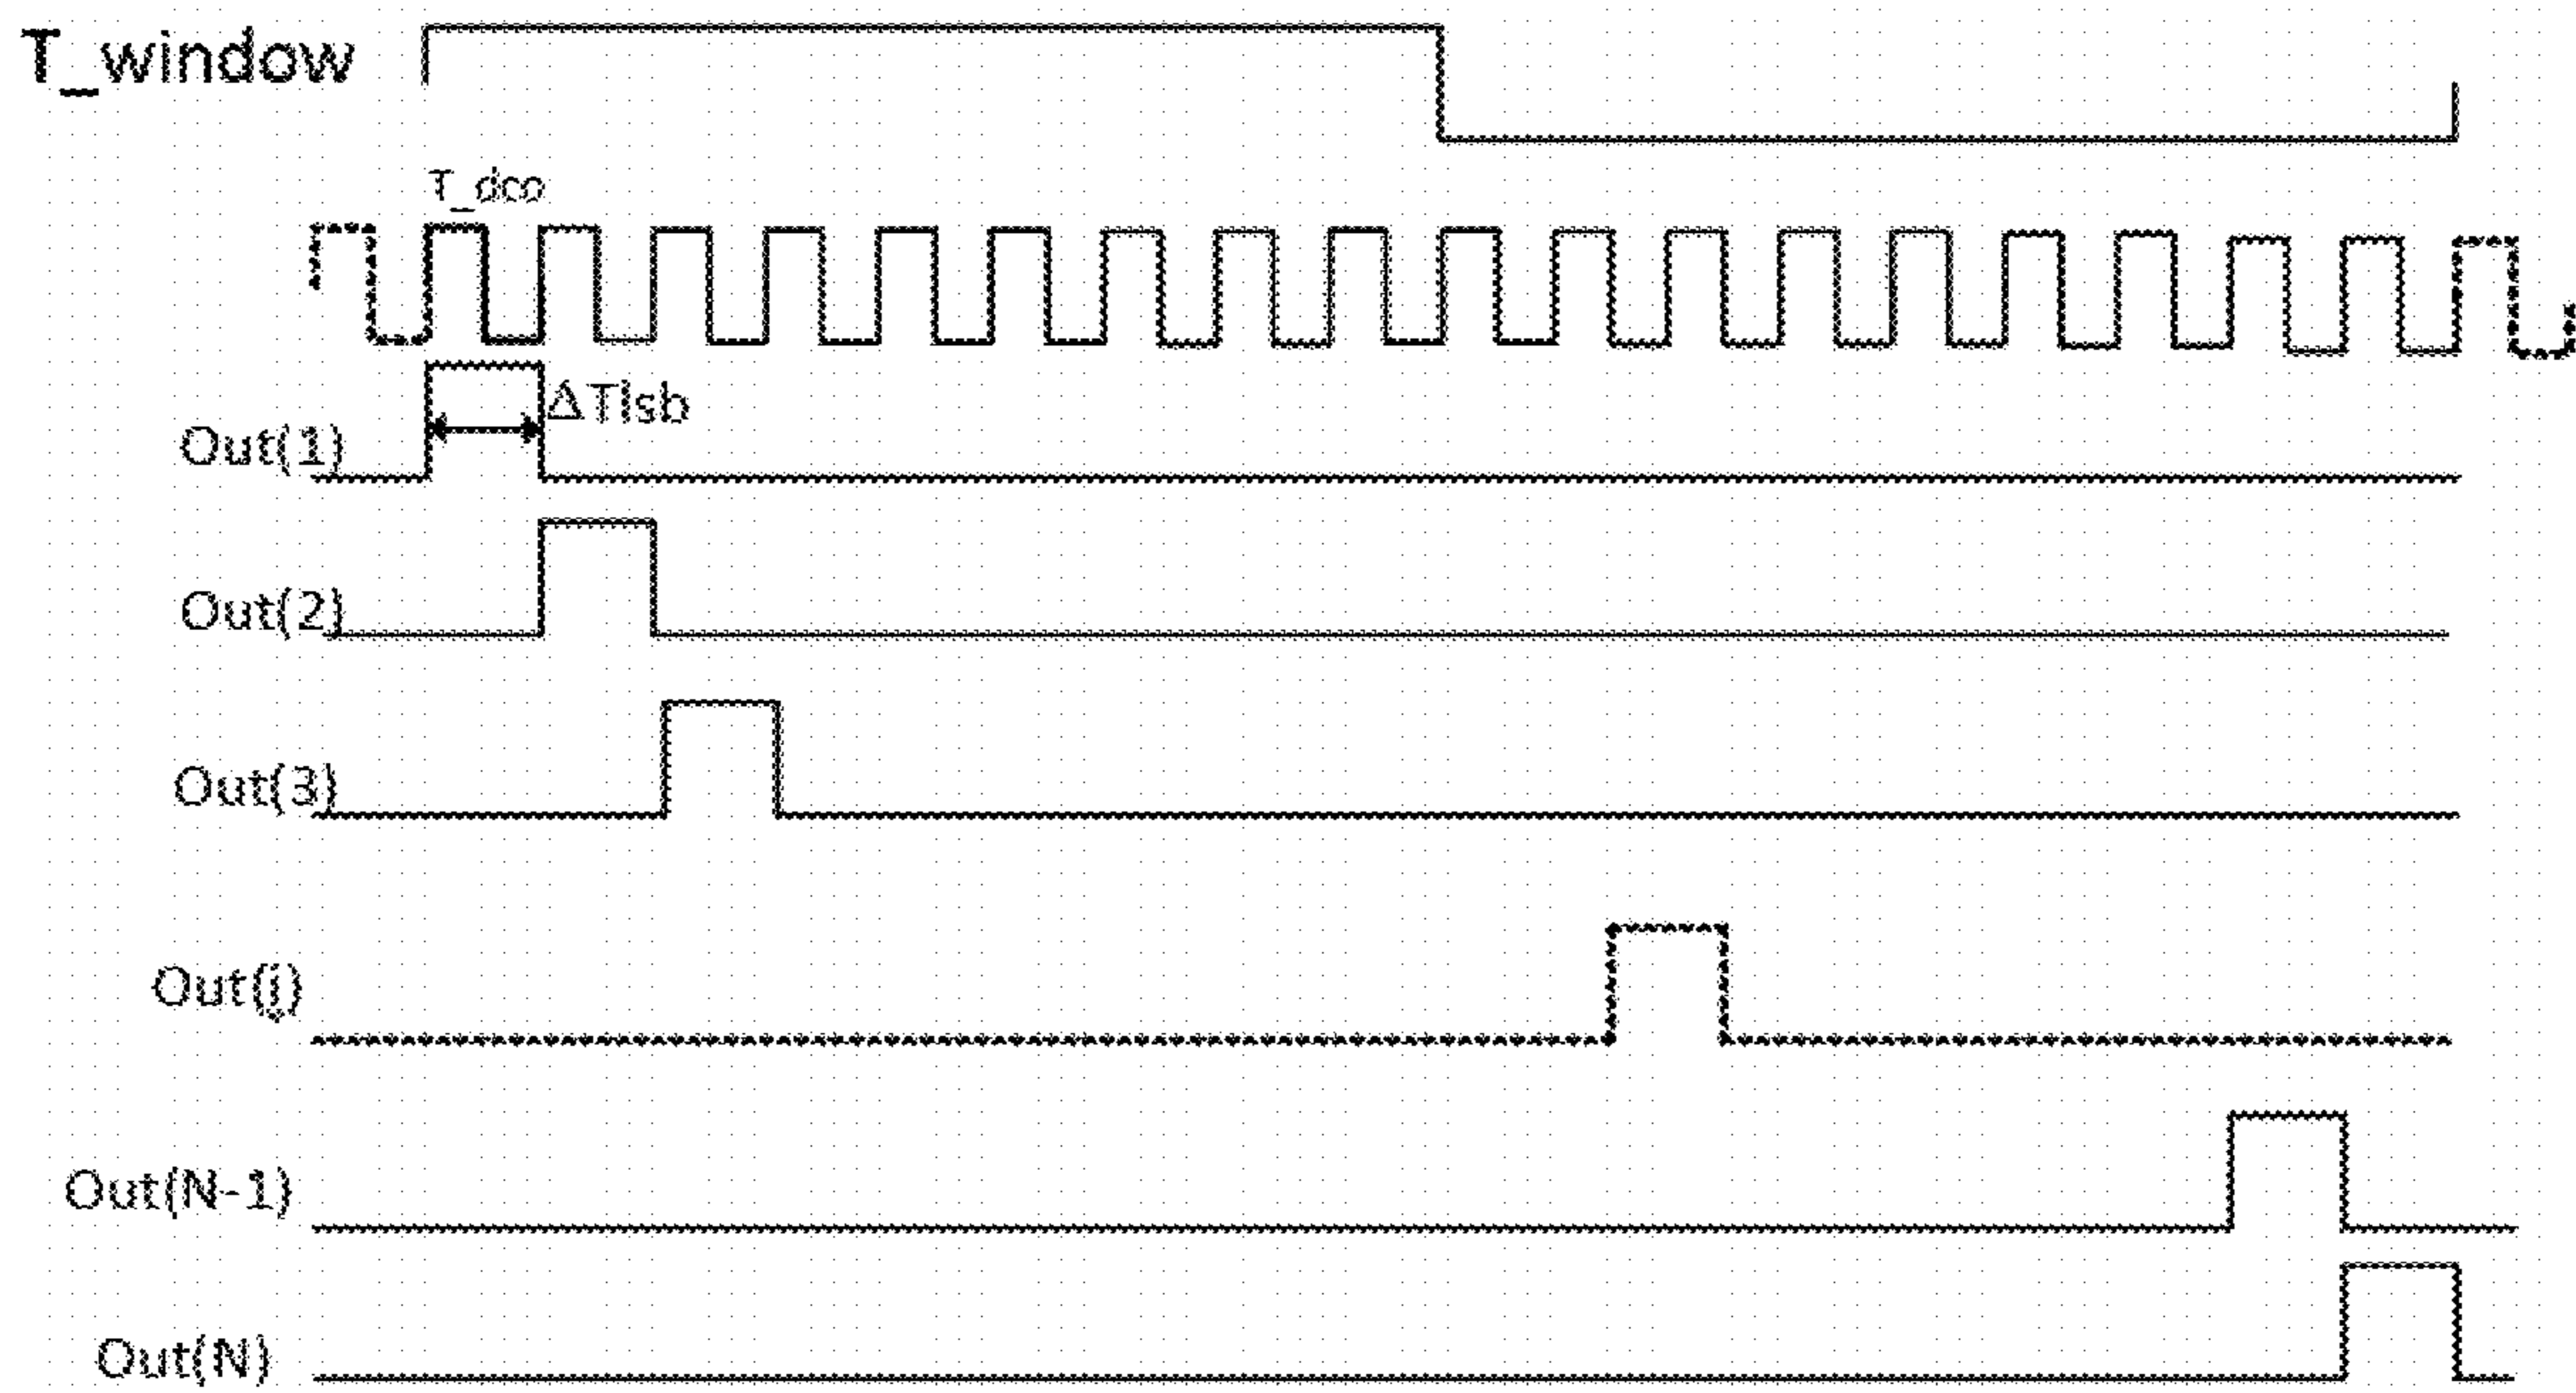 T_window
T_dco
ΔTlsb
Out(1)
Out(2)
Out(3)
Out(j)
Out(N-1)
Out(N)